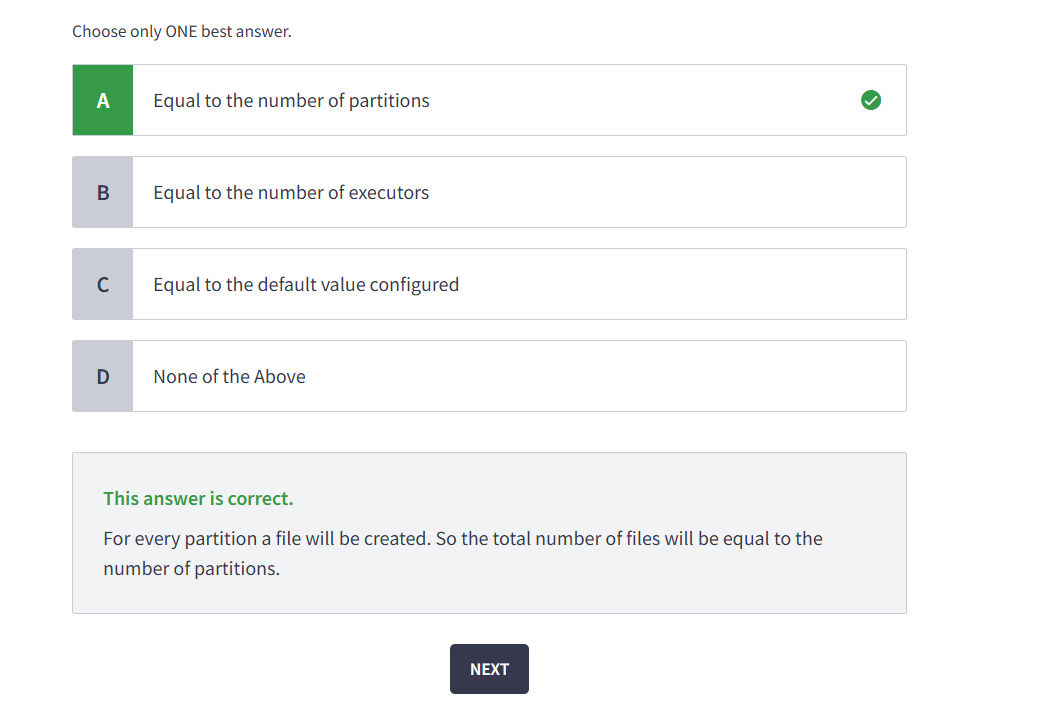 Choose only ONE best answer.
A
Equal to the number of partitions
B
Equal to the number of executors
C
Equal to the default value configured
D
None of the Above
This answer is correct.
For every partition a file will be created. So the total number of files will be equal to the
number of partitions.
NEXT